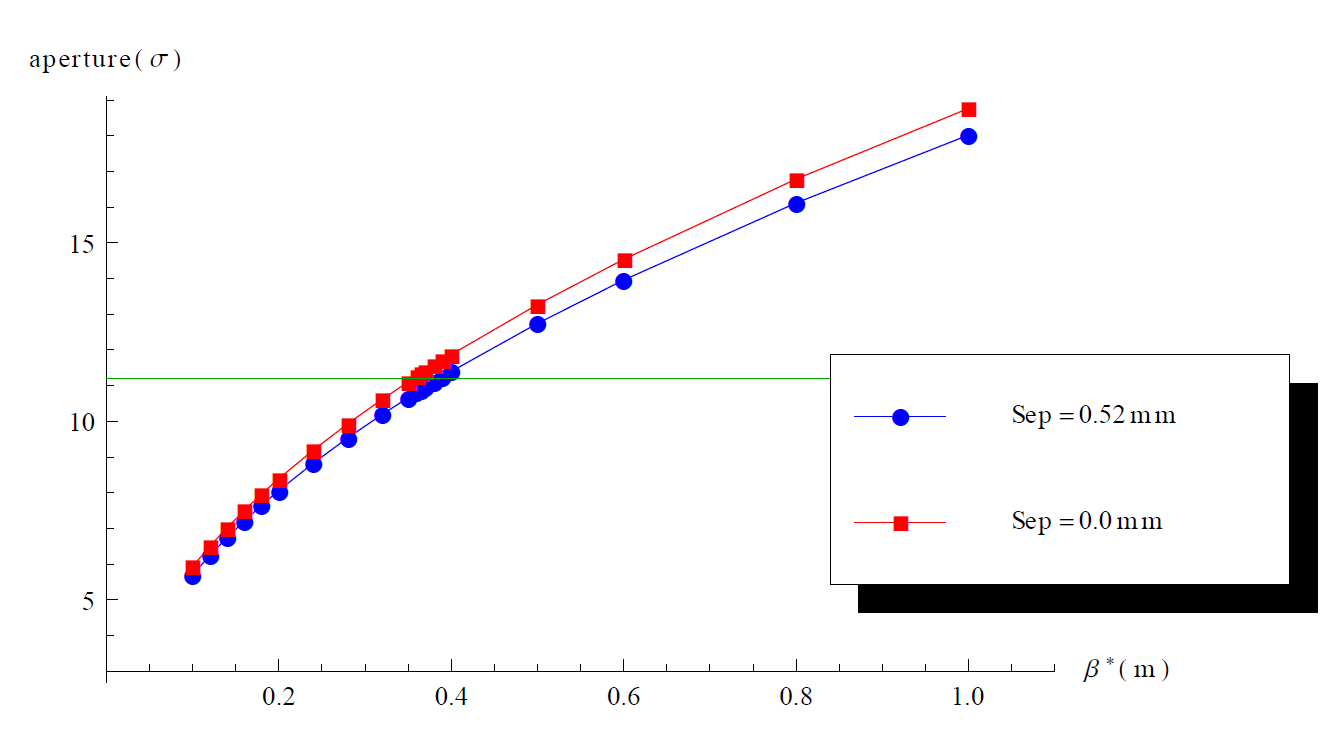 aperture(σ)
15
10
5
Sep = 0.52 mm
Sep = 0.0 mm
0.2 0.4 0.6 0.8 1.0
β*(m)